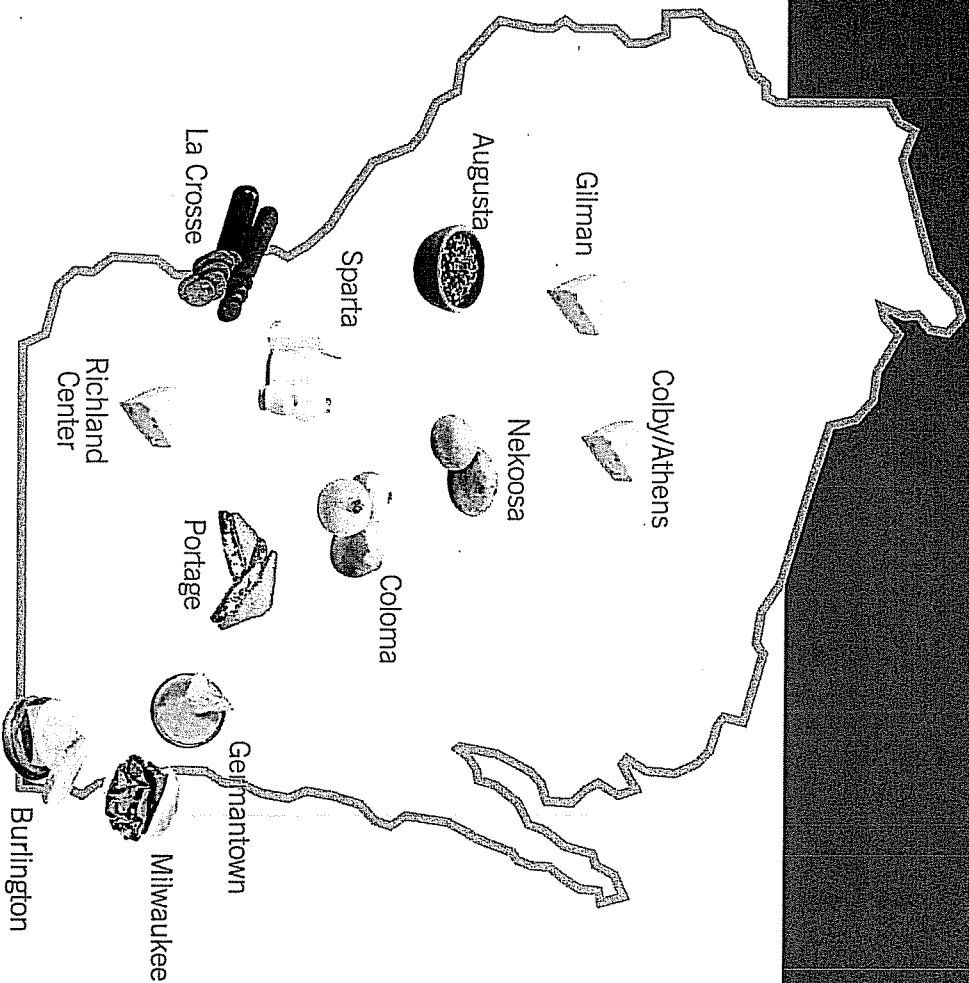 Gilman
Colby/Athens
Augusta
Nekoosa
Sparta
Coloma
La Crosse
Portage
Richland
Center
Germantown
Milwaukee
Burlington